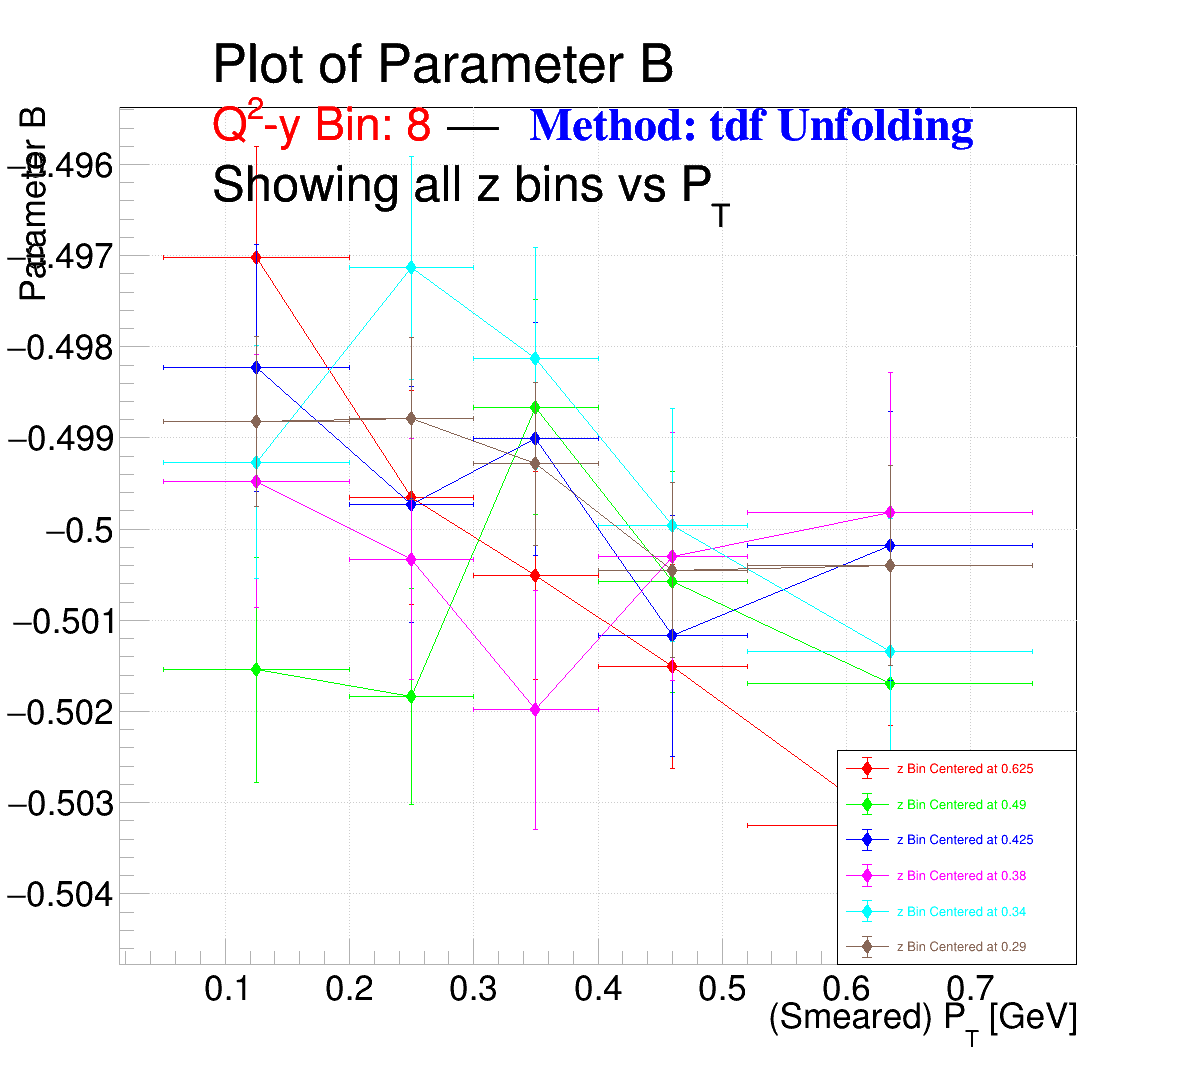 Plot of Parameter B
Q2-y Bin: 8 — Method: tdf Unfolding
Showing all z bins vs PT
Parameter B
−0.496
−0.497
−0.498
−0.499
−0.5
−0.501
−0.502
−0.503
−0.504
z Bin Centered at 0.625
z Bin Centered at 0.49
z Bin Centered at 0.425
z Bin Centered at 0.38
z Bin Centered at 0.34
z Bin Centered at 0.29
0.1 0.2 0.3 0.4 0.5 0.6 0.7
(Smeared) PT [GeV]